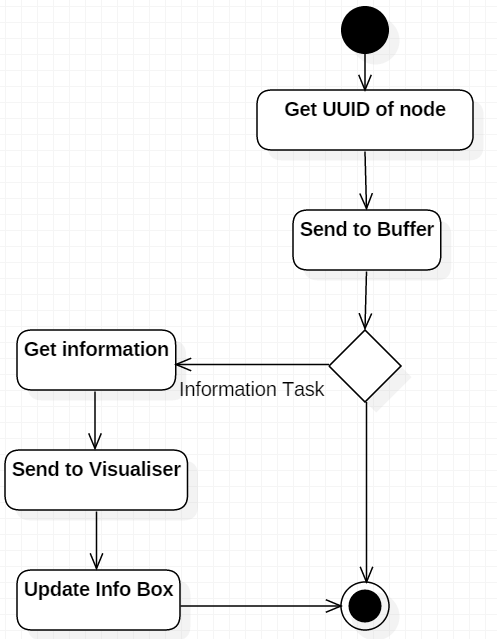 Get UUID of node
Send to Buffer
Get information
Information Task
Send to Visualiser
Update Info Box